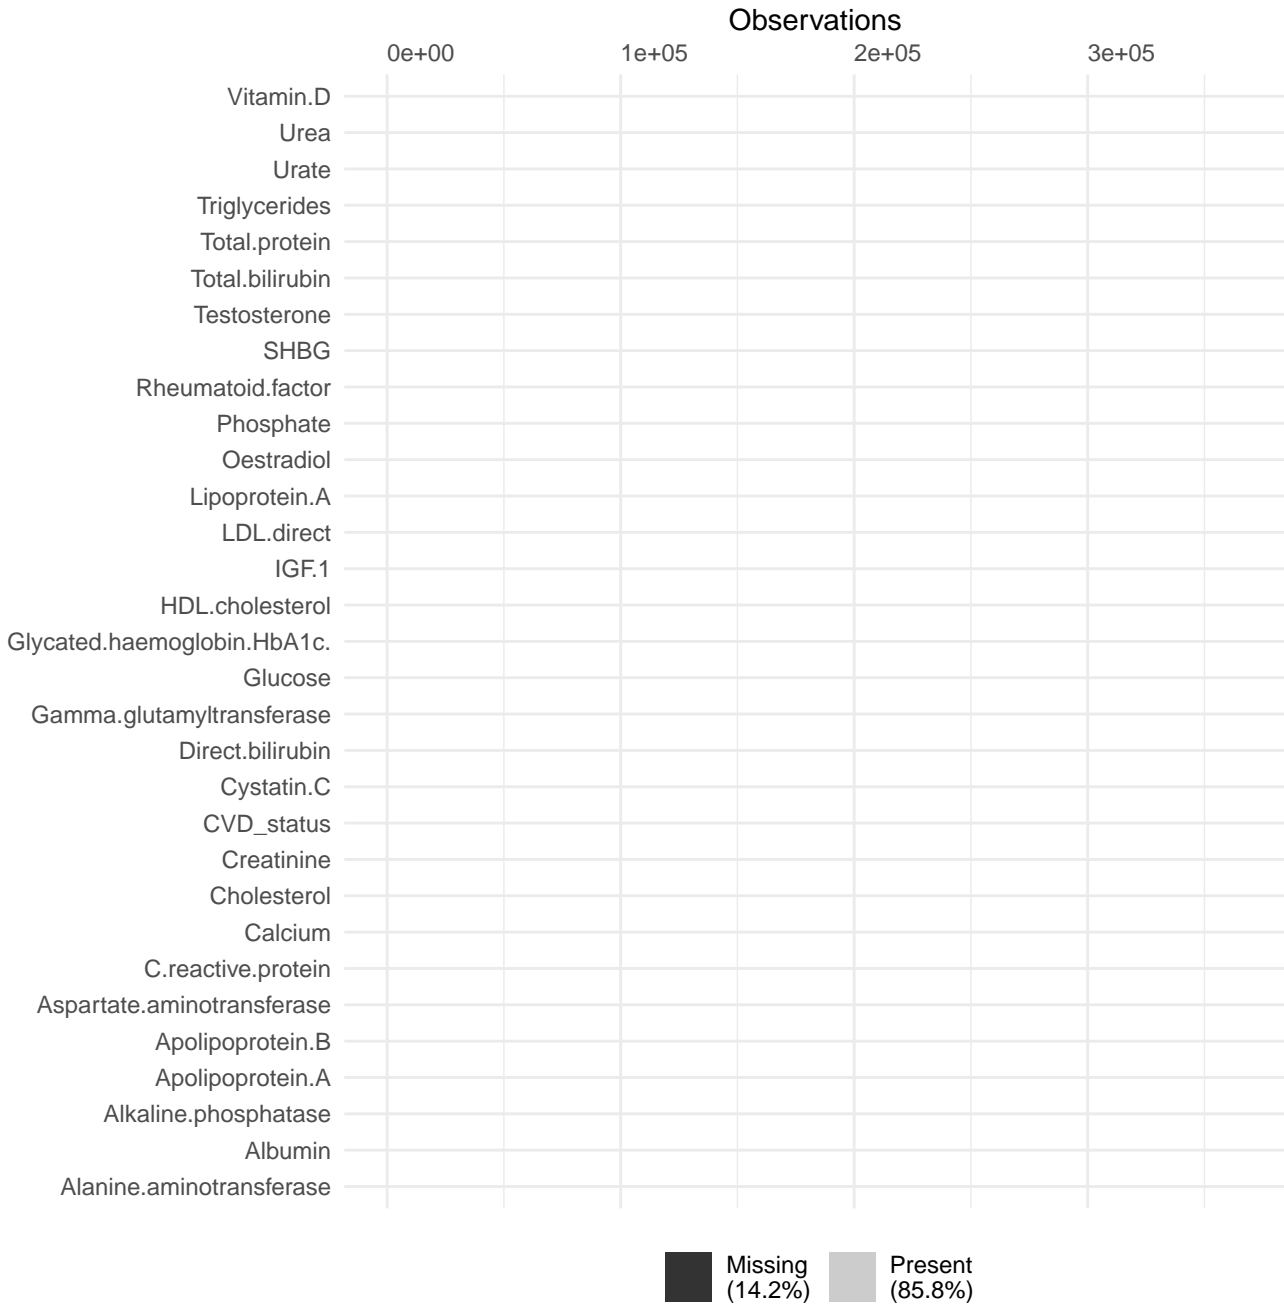 Observations
0e+00 1e+05 2e+05 3e+05
Vitamin.D
Urea
Urate
Triglycerides
Total.protein
Total.bilirubin
Testosterone
SHBG
Rheumatoid.factor
Phosphate
Oestradiol
Lipoprotein.A
LDL.direct
IGF.1
HDL.cholesterol
Glycated.haemoglobin.HbA1c.
Glucose
Gamma.glutamyltransferase
Direct.bilirubin
Cystatin.C
CVD_status
Creatinine
Cholesterol
Calcium
C.reactive.protein
Aspartate.aminotransferase
Apolipoprotein.B
Apolipoprotein.A
Alkaline.phosphatase
Albumin
Alanine.aminotransferase
Missing Present
(14.2%) (85.8%)